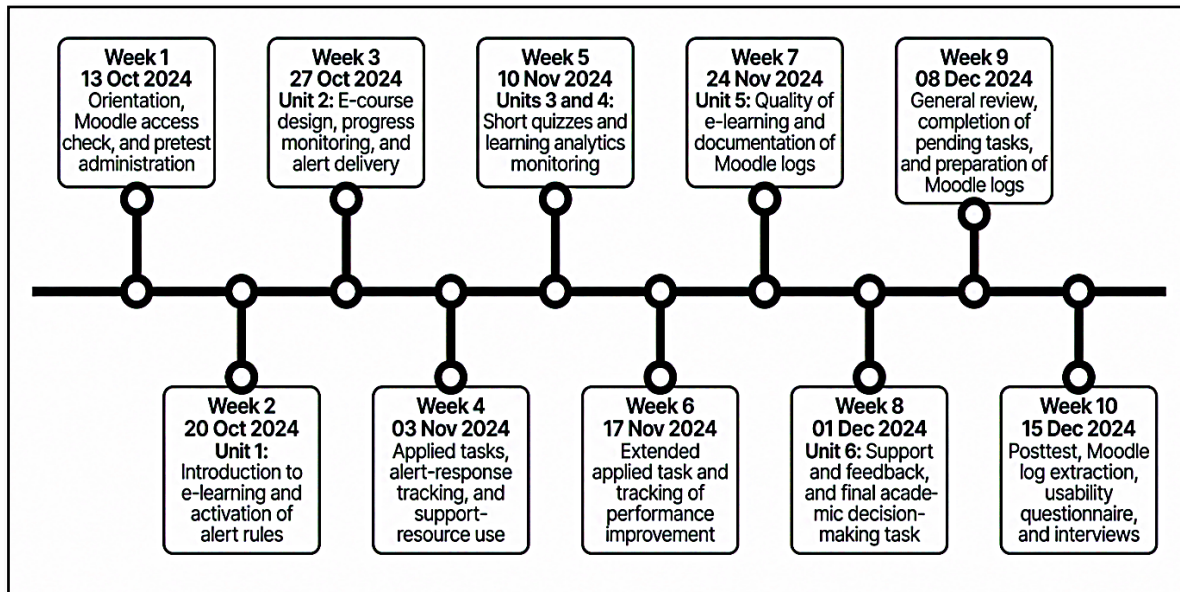 Week 1
13 Oct 2024
Orientation,
Moodle access
check, and pretest
administration
Week 2
20 Oct 2024
Unit 1:
Introduction to
e-learning and
activation of
alert rules
Week 3
27 Oct 2024
Unit 2: E-course
design, progress
monitoring, and
alert delivery
Week 4
03 Nov 2024
Applied tasks,
alert-response
tracking, and
support-
resource use
Week 5
10 Nov 2024
Units 3 and 4:
Short quizzes and
learning analytics
monitoring
Week 6
17 Nov 2024
Extended
applied task and
tracking of
performance
improvement
Week 7
24 Nov 2024
Unit 5: Quality of
e-learning and
documentation of
Moodle logs
Week 8
01 Dec 2024
Unit 6: Support
and feedback,
and final acade-
mic decision-
making task
Week 9
08 Dec 2024
General review,
completion of
pending tasks,
and preparation of
Moodle logs
Week 10
15 Dec 2024
Posttest, Moodle
log extraction,
usability
questionnaire,
and interviews